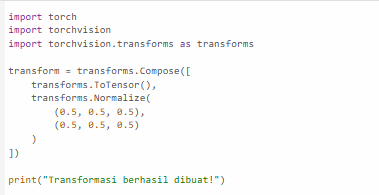 import torch
import torchvision
import torchvision.transforms as transforms
transform = transforms.Compose([
    transforms.ToTensor(),
    transforms.Normalize(
        (0.5, 0.5, 0.5),
        (0.5, 0.5, 0.5)
    )
])
print("Transformasi berhasil dibuat!")